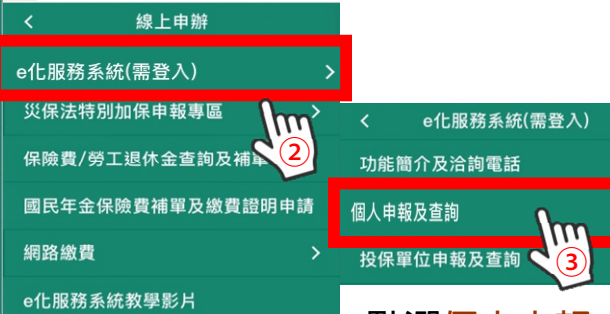 < 線上申辦
e化服務系統(需登入) >
災保法特別加保申報專區 >
②
保險費/勞工退休金查詢及補單
國民年金保險費補單及繳費證明申請
網路繳費 >
e化服務系統教學影片
< e化服務系統(需登入)
功能簡介及洽詢電話
個人申報及查詢
投保單位申報及查詢
③